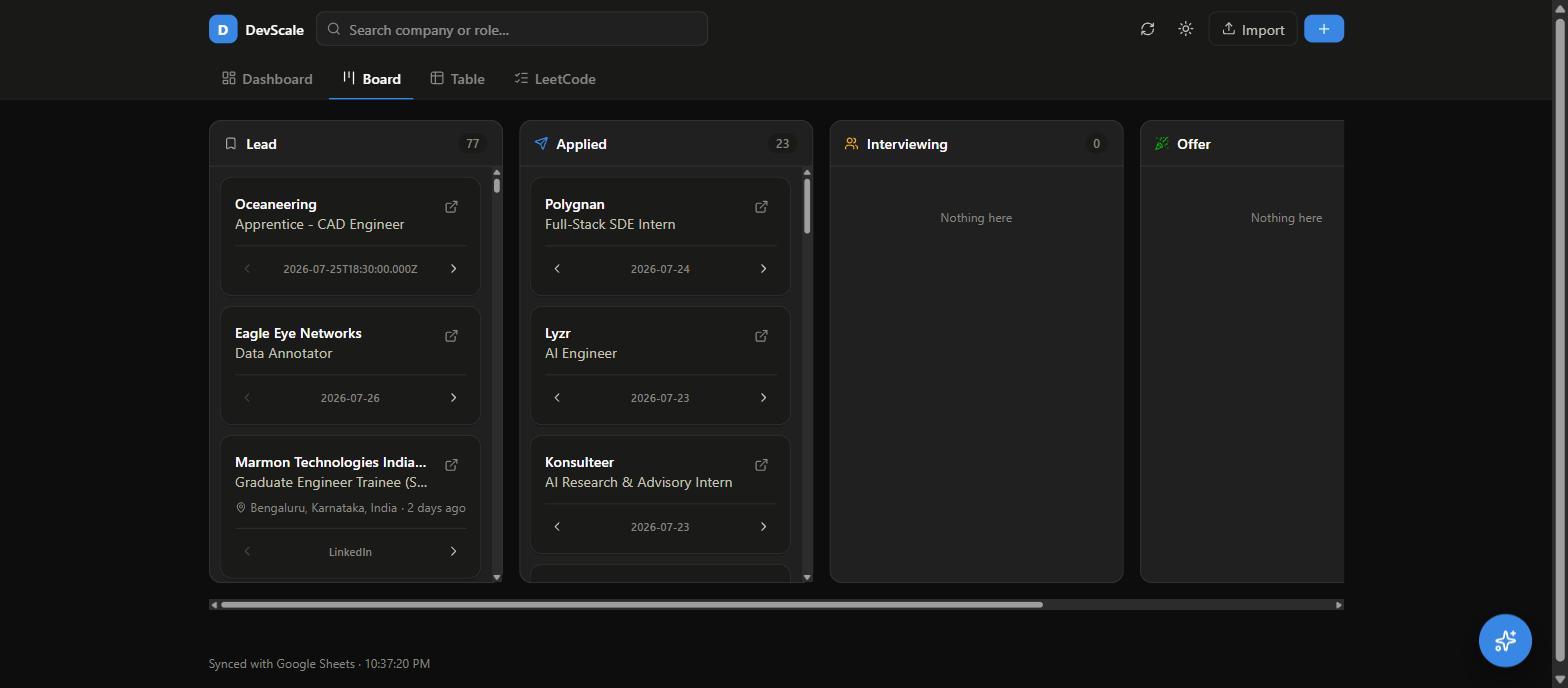 D DevScale
Search company or role...
Import
Dashboard
Board
Table
LeetCode
Lead 77
Oceaneering
Apprentice - CAD Engineer
2026-07-25T18:30:00.000Z
Eagle Eye Networks
Data Annotator
2026-07-26
Marmon Technologies India...
Graduate Engineer Trainee (S...
Bengaluru, Karnataka, India · 2 days ago
LinkedIn
Applied 23
Polygnan
Full-Stack SDE Intern
2026-07-24
Lyzr
AI Engineer
2026-07-23
Konsulteer
AI Research & Advisory Intern
2026-07-23
Interviewing 0
Nothing here
Offer
Nothing here
Synced with Google Sheets · 10:37:20 PM